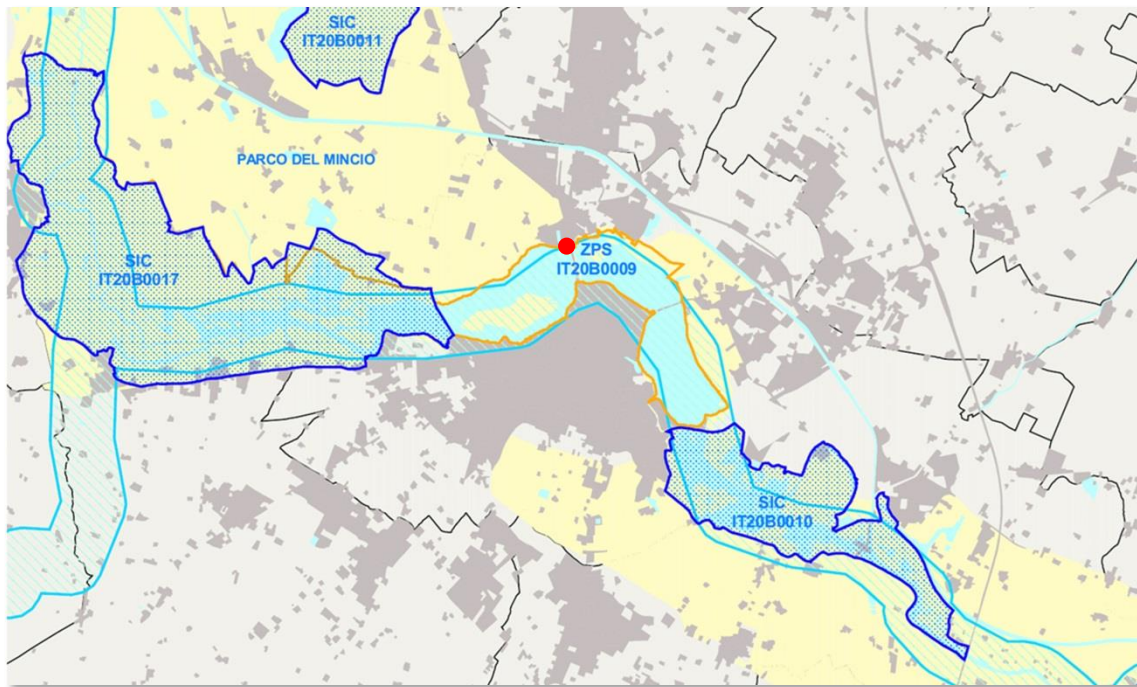 SIC
IT20B0011
PARCO DEL MINCIO
ZPS
IT20B0009
SIC
IT20B0017
SIC
IT20B0010